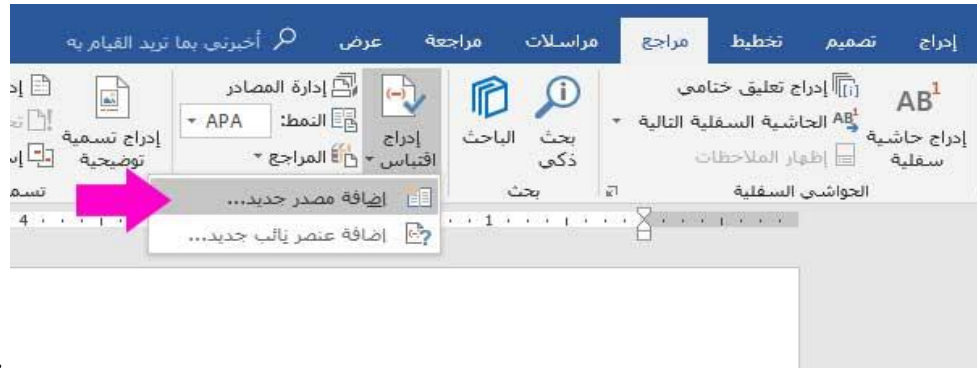 إدراج تصميم تخطيط مراجع مراسلات مراجعة عرض أخبرني بما تريد القيام به
AB1 إدراج حاشية سفلية
إدراج تعليق ختامي
الحاشية السفلية التالية
إظهار الملاحظات
الحواشي السفلية
بحث ذكي
الباحث
بحث
إدراج اقتباس
إدارة المصادر
النمط: APA
المراجع
إدراج تسمية توضيحية
إضافة مصدر جديد...
إضافة عنصر نائب جديد...
1
4